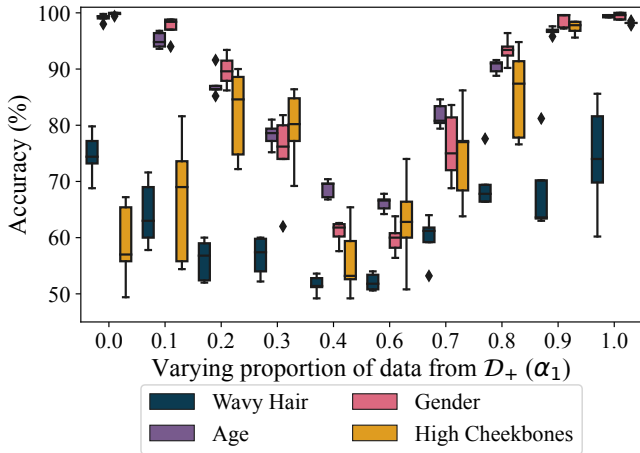 100
90
80
70
60
50
Accuracy (%)
0.0 0.1 0.2 0.3 0.4 0.6 0.7 0.8 0.9 1.0
Varying proportion of data from 𝒟₊ (α₁)
Wavy Hair Gender
Age High Cheekbones